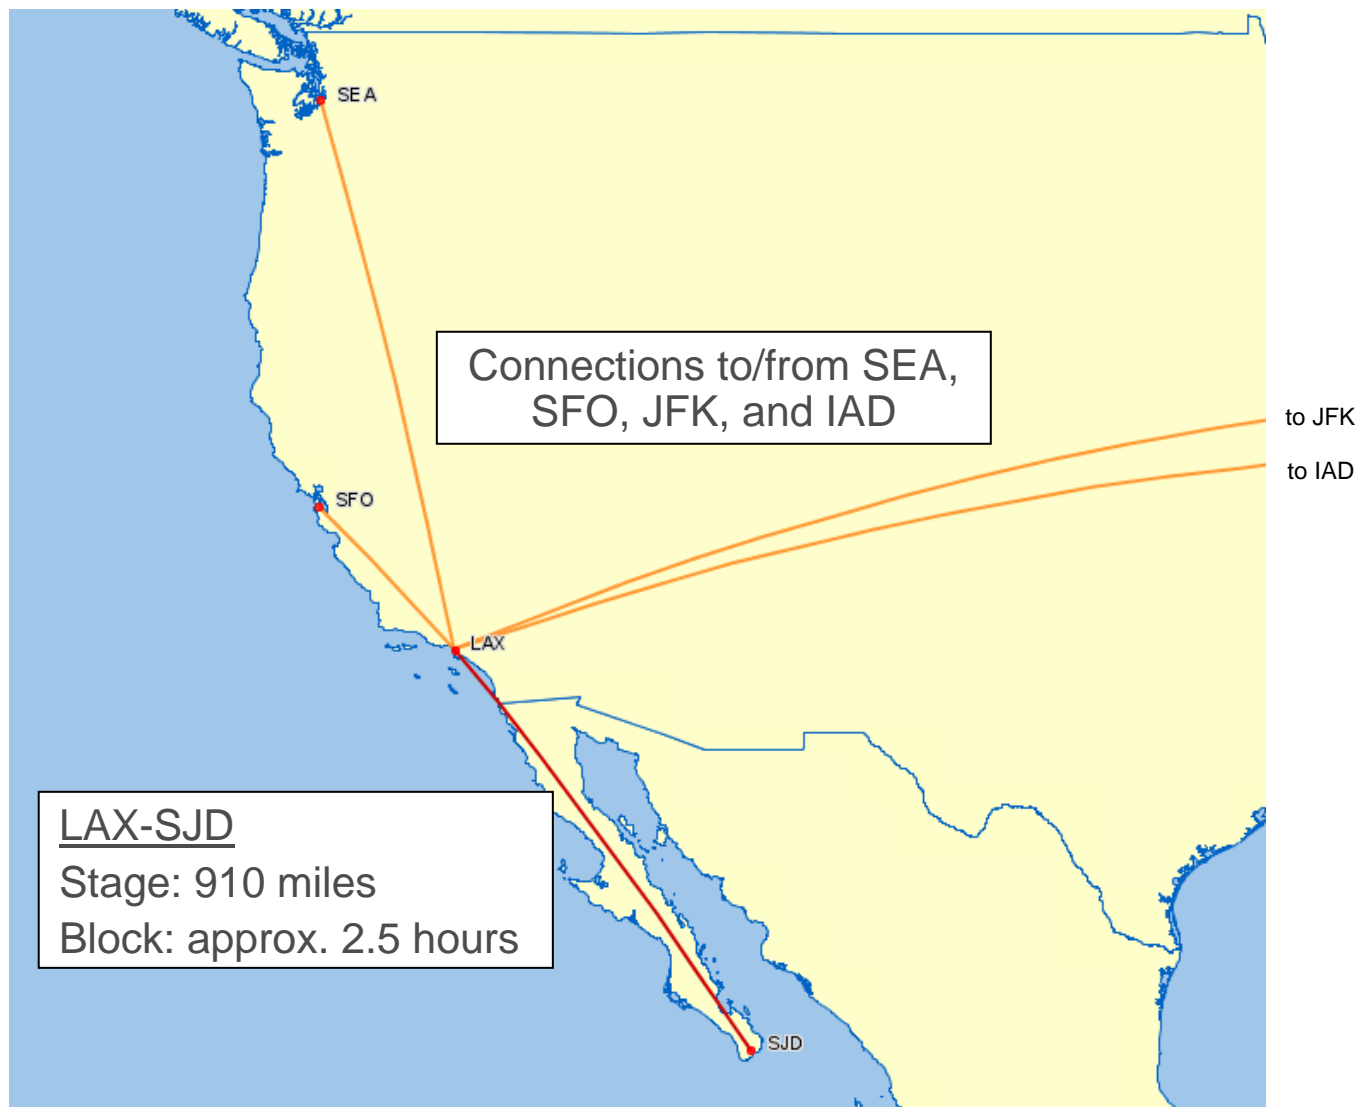 SEA
Connections to/from SEA,
SFO, JFK, and IAD
to JFK
to IAD
SFO
LAX
LAX-SJD
Stage: 910 miles
Block: approx. 2.5 hours
SJD